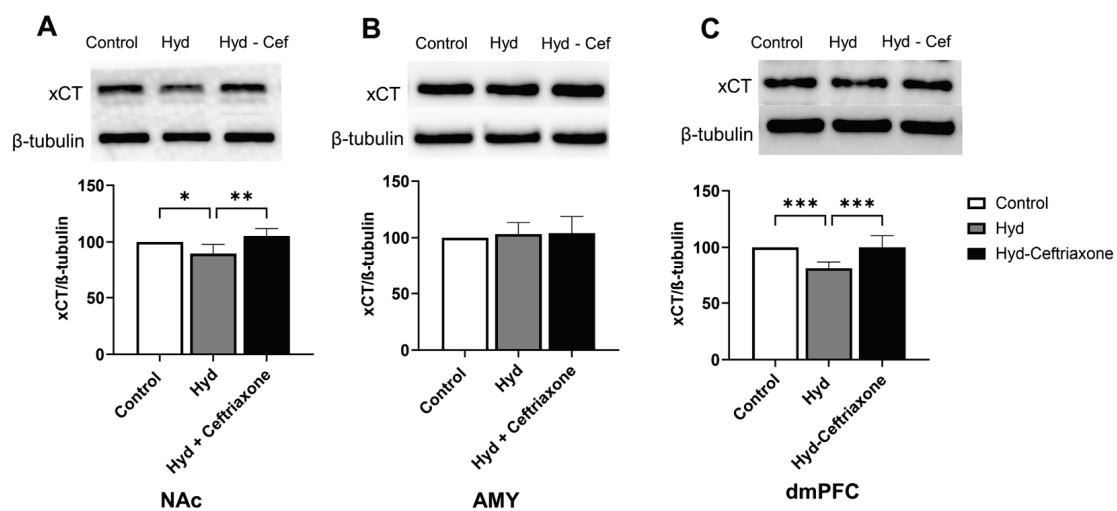 A
Control Hyd Hyd - Cef
xCT
β-tubulin
150
100
50
0
xCT/ß-tubulin
* **
Control
Hyd
Hyd + Ceftriaxone
NAc
B
Control Hyd Hyd - Cef
xCT
β-tubulin
150
100
50
0
xCT/ß-tubulin
Control
Hyd
Hyd + Ceftriaxone
AMY
C
Control Hyd Hyd - Cef
xCT
β-tubulin
150
100
50
0
xCT/ß-tubulin
*** ***
Control
Hyd
Hyd-Ceftriaxone
dmPFC
Control
Hyd
Hyd-Ceftriaxone